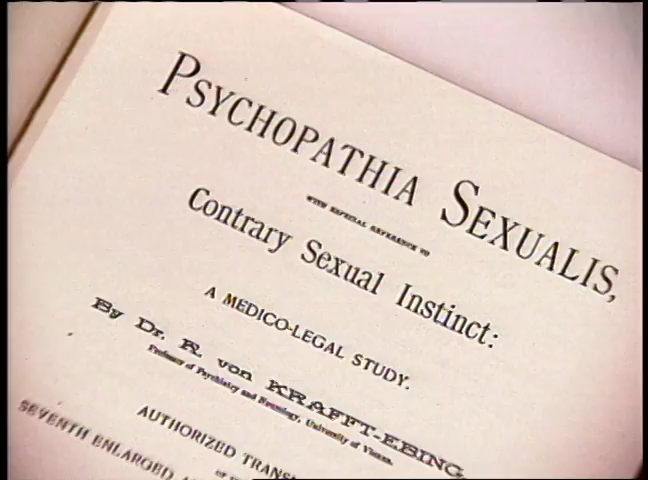 PSYCHOPATHIA SEXUALIS,
WITH ESPECIAL REFERENCE TO
Contrary Sexual Instinct:
A MEDICO-LEGAL STUDY.
By Dr. R. von KRAFFT-EBING,
Professor of Psychiatry and Neurology, University of Vienna.
AUTHORIZED
SEVENTH ENLARGED